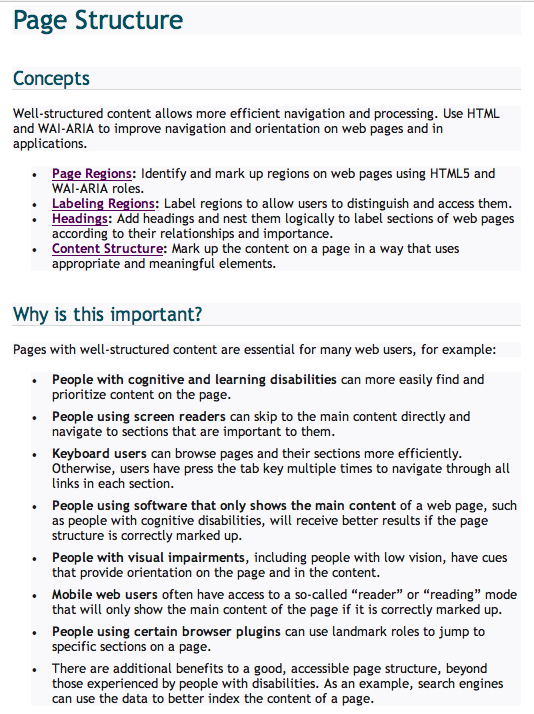 Page Structure
Concepts
Well-structured content allows more efficient navigation and processing. Use HTML
and WAI-ARIA to improve navigation and orientation on web pages and in
applications.
• Page Regions: Identify and mark up regions on web pages using HTML5 and
WAI-ARIA roles.
• Labeling Regions: Label regions to allow users to distinguish and access them.
• Headings: Add headings and nest them logically to label sections of web pages
according to their relationships and importance.
• Content Structure: Mark up the content on a page in a way that uses
appropriate and meaningful elements.
Why is this important?
Pages with well-structured content are essential for many web users, for example:
• People with cognitive and learning disabilities can more easily find and
prioritize content on the page.
• People using screen readers can skip to the main content directly and
navigate to sections that are important to them.
• Keyboard users can browse pages and their sections more efficiently.
Otherwise, users have press the tab key multiple times to navigate through all
links in each section.
• People using software that only shows the main content of a web page, such
as people with cognitive disabilities, will receive better results if the page
structure is correctly marked up.
• People with visual impairments, including people with low vision, have cues
that provide orientation on the page and in the content.
• Mobile web users often have access to a so-called “reader” or “reading” mode
that will only show the main content of the page if it is correctly marked up.
• People using certain browser plugins can use landmark roles to jump to
specific sections on a page.
• There are additional benefits to a good, accessible page structure, beyond
those experienced by people with disabilities. As an example, search engines
can use the data to better index the content of a page.